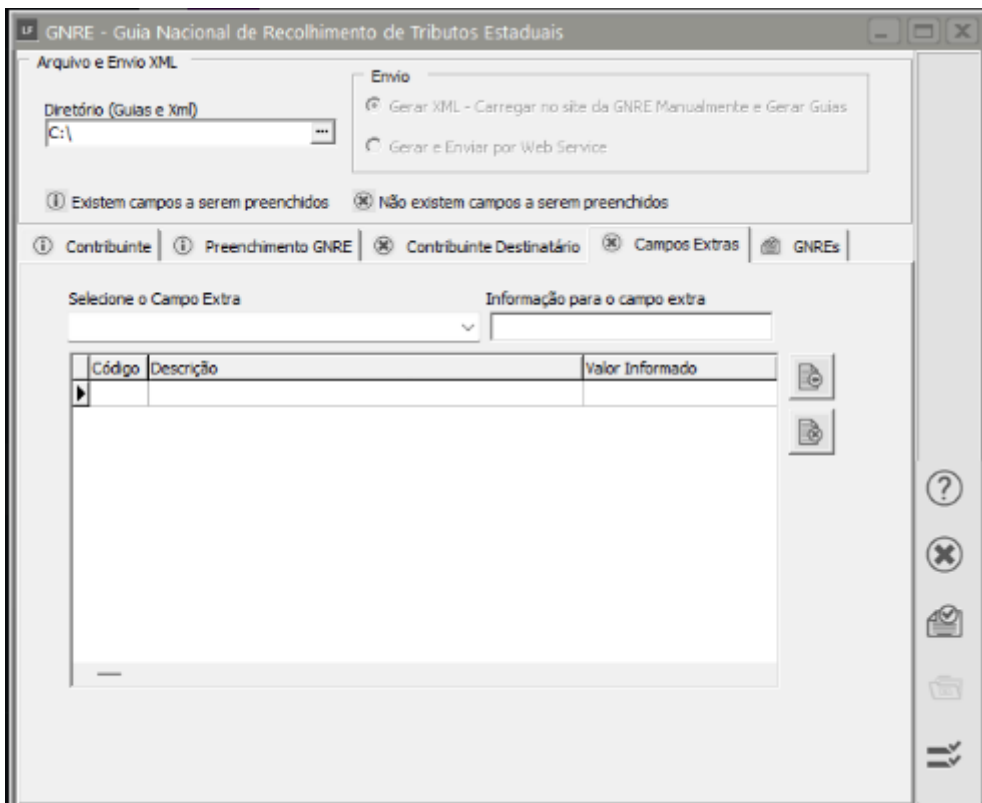 LF GNRE - Guia Nacional de Recolhimento de Tributos Estaduais
Arquivo e Envio XML
Diretório (Guias e Xml)
C:\
...
Envio
Gerar XML - Carregar no site da GNRE Manualmente e Gerar Guias
Gerar e Enviar por Web Service
Existem campos a serem preenchidos
Não existem campos a serem preenchidos
Contribuinte
Preenchimento GNRE
Contribuinte Destinatário
Campos Extras
GNREs
Selecione o Campo Extra
Informação para o campo extra
Código Descrição Valor Informado